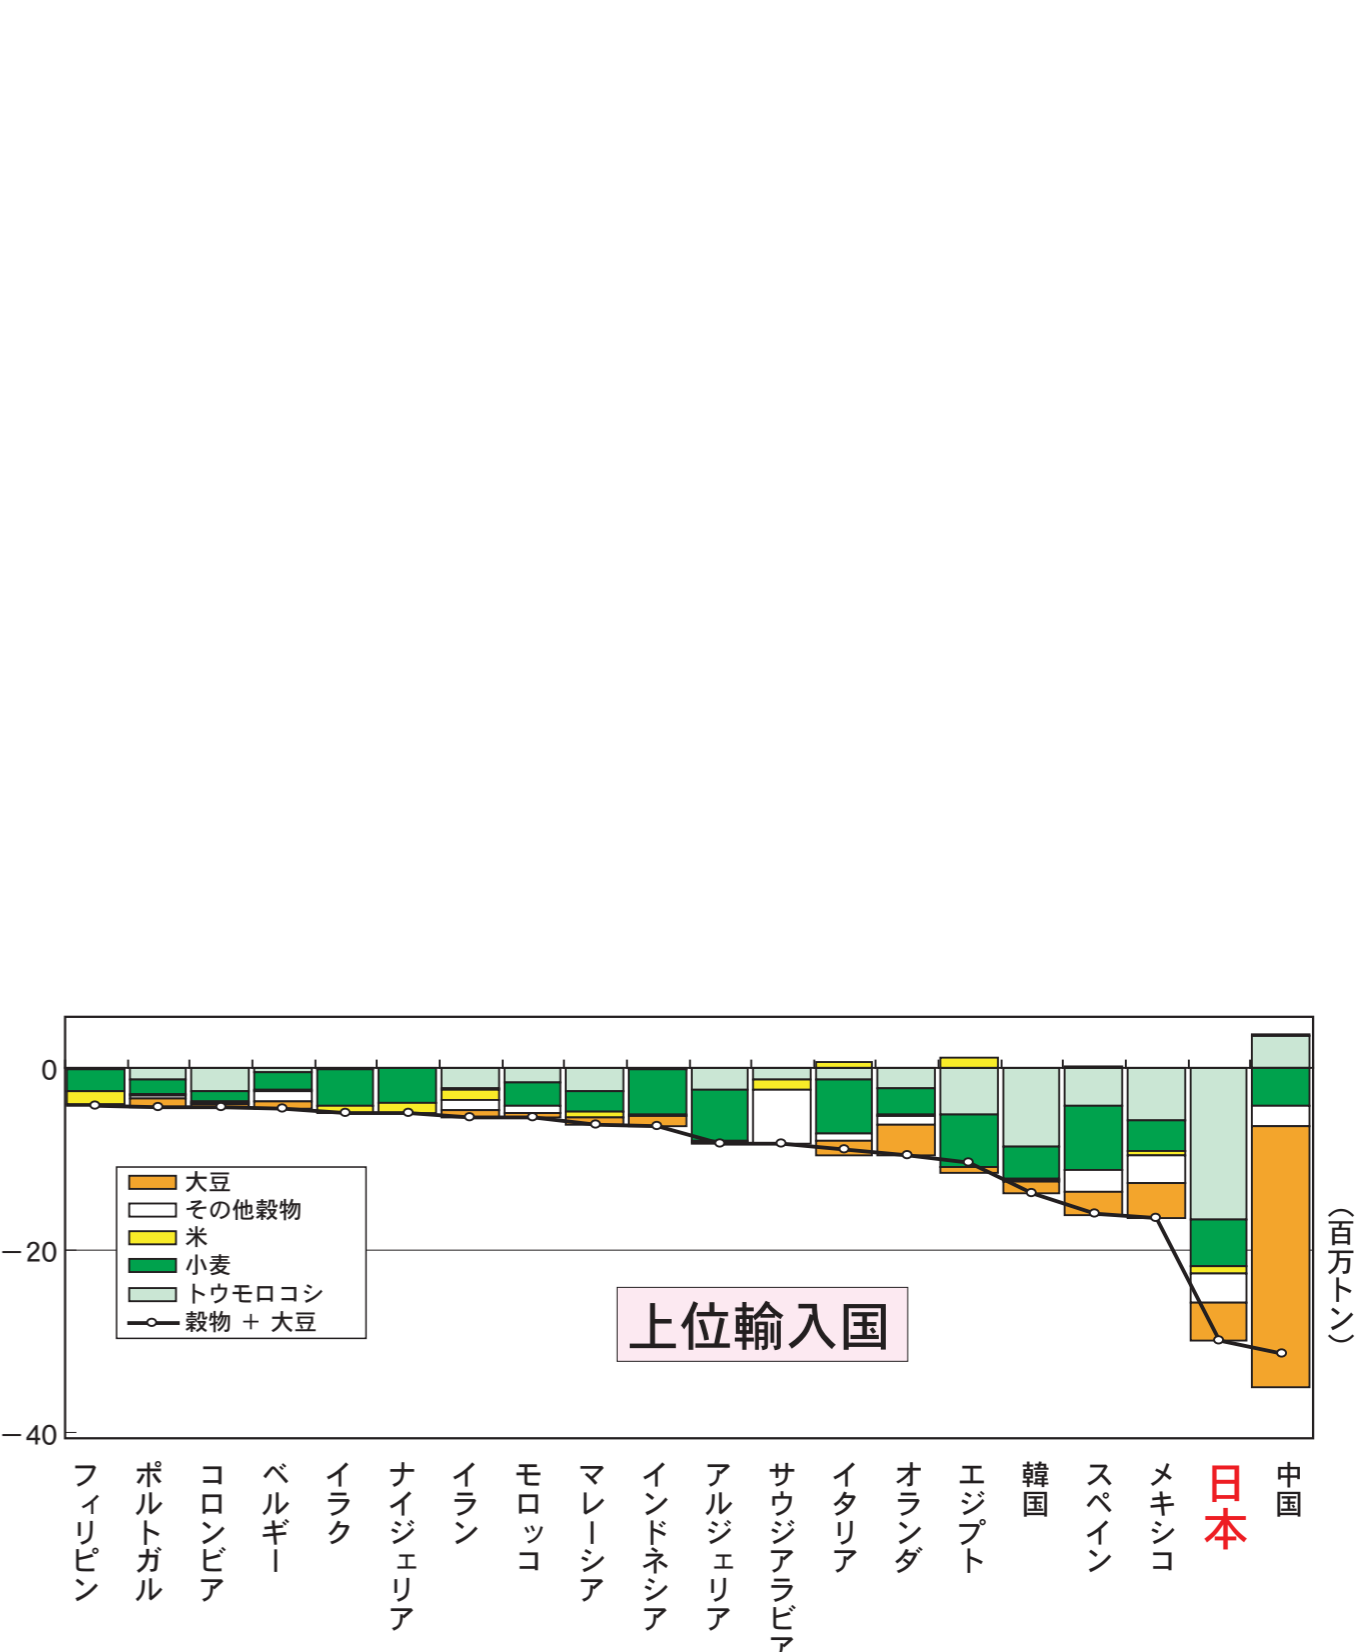 0
−20
−40
大豆
その他穀物
米
小麦
トウモロコシ
穀物 + 大豆
上位輸入国
（百万トン）
フィリピン
ポルトガル
コロンビア
ベルギー
イラク
ナイジェリア
イラン
モロッコ
マレーシア
インドネシア
アルジェリア
サウジアラビア
イタリア
オランダ
エジプト
韓国
スペイン
メキシコ
日本
中国